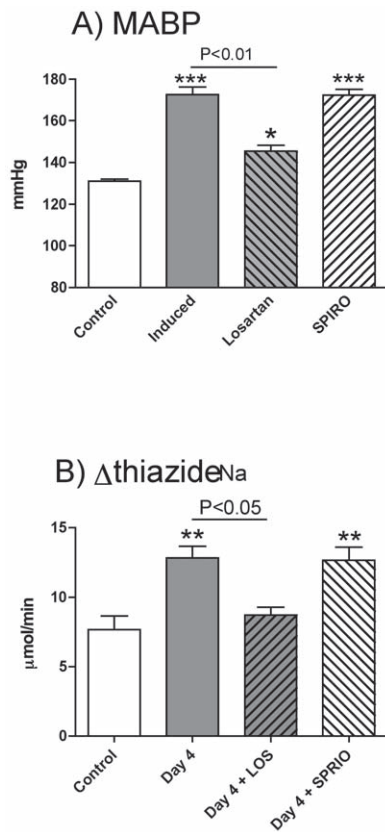 A) MABP
P<0.01
180
160
140
120
100
80
mmHg
***
*
***
Control
Induced
Losartan
SPIRO
B) ΔthiazideNa
P<0.05
15
10
5
0
μmol/min
**
**
Control
Day 4
Day 4 + LOS
Day 4 + SPRIO